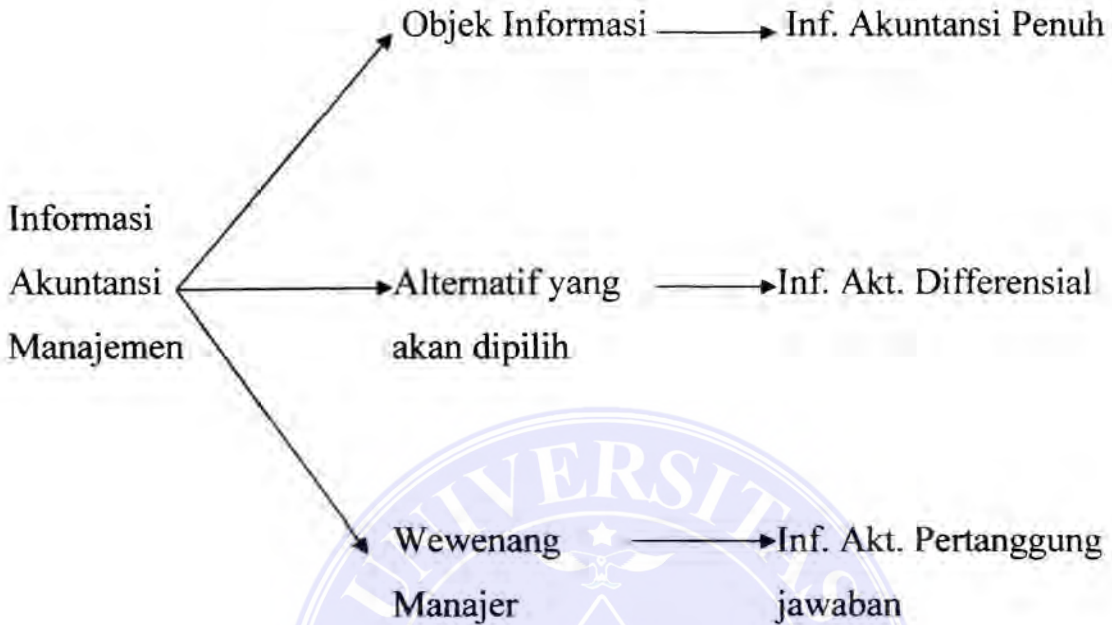 Objek Informasi
Inf. Akuntansi Penuh
Informasi
Akuntansi
Manajemen
Alternatif yang
akan dipilih
Inf. Akt. Differensial
Wewenang
Manajer
Inf. Akt. Pertanggung
jawaban
UNIVERSITAS